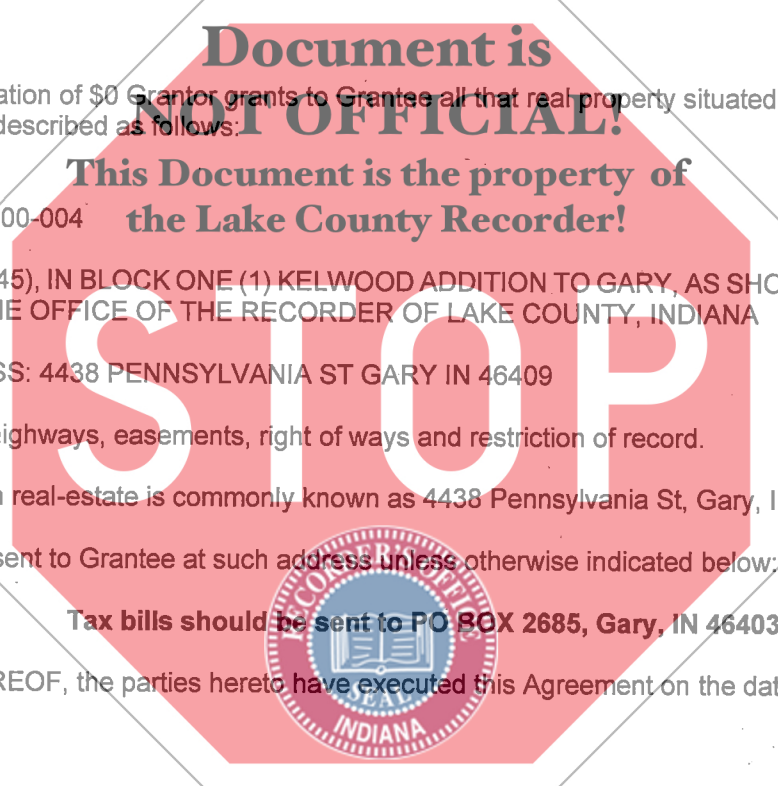 Document is
ation of $0 Grantor grants to Grantee all that real property situated
NOT OFFICIAL!
described as follows:
This Document is the property of
00-004
the Lake County Recorder!
45), IN BLOCK ONE (1) KELWOOD ADDITION TO GARY, AS SHO
E OFFICE OF THE RECORDER OF LAKE COUNTY, INDIANA
STOP
SS: 4438 PENNSYLVANIA ST GARY IN 46409
ighways, easements, right of ways and restriction of record.
real-estate is commonly known as 4438 Pennsylvania St, Gary, I
sent to Grantee at such address unless otherwise indicated below:
RECORDER'S OFFICE
Tax bills should be sent to PO BOX 2685, Gary, IN 46403
SEAL
REOF, the parties hereto have executed this Agreement on the dat
INDIANA